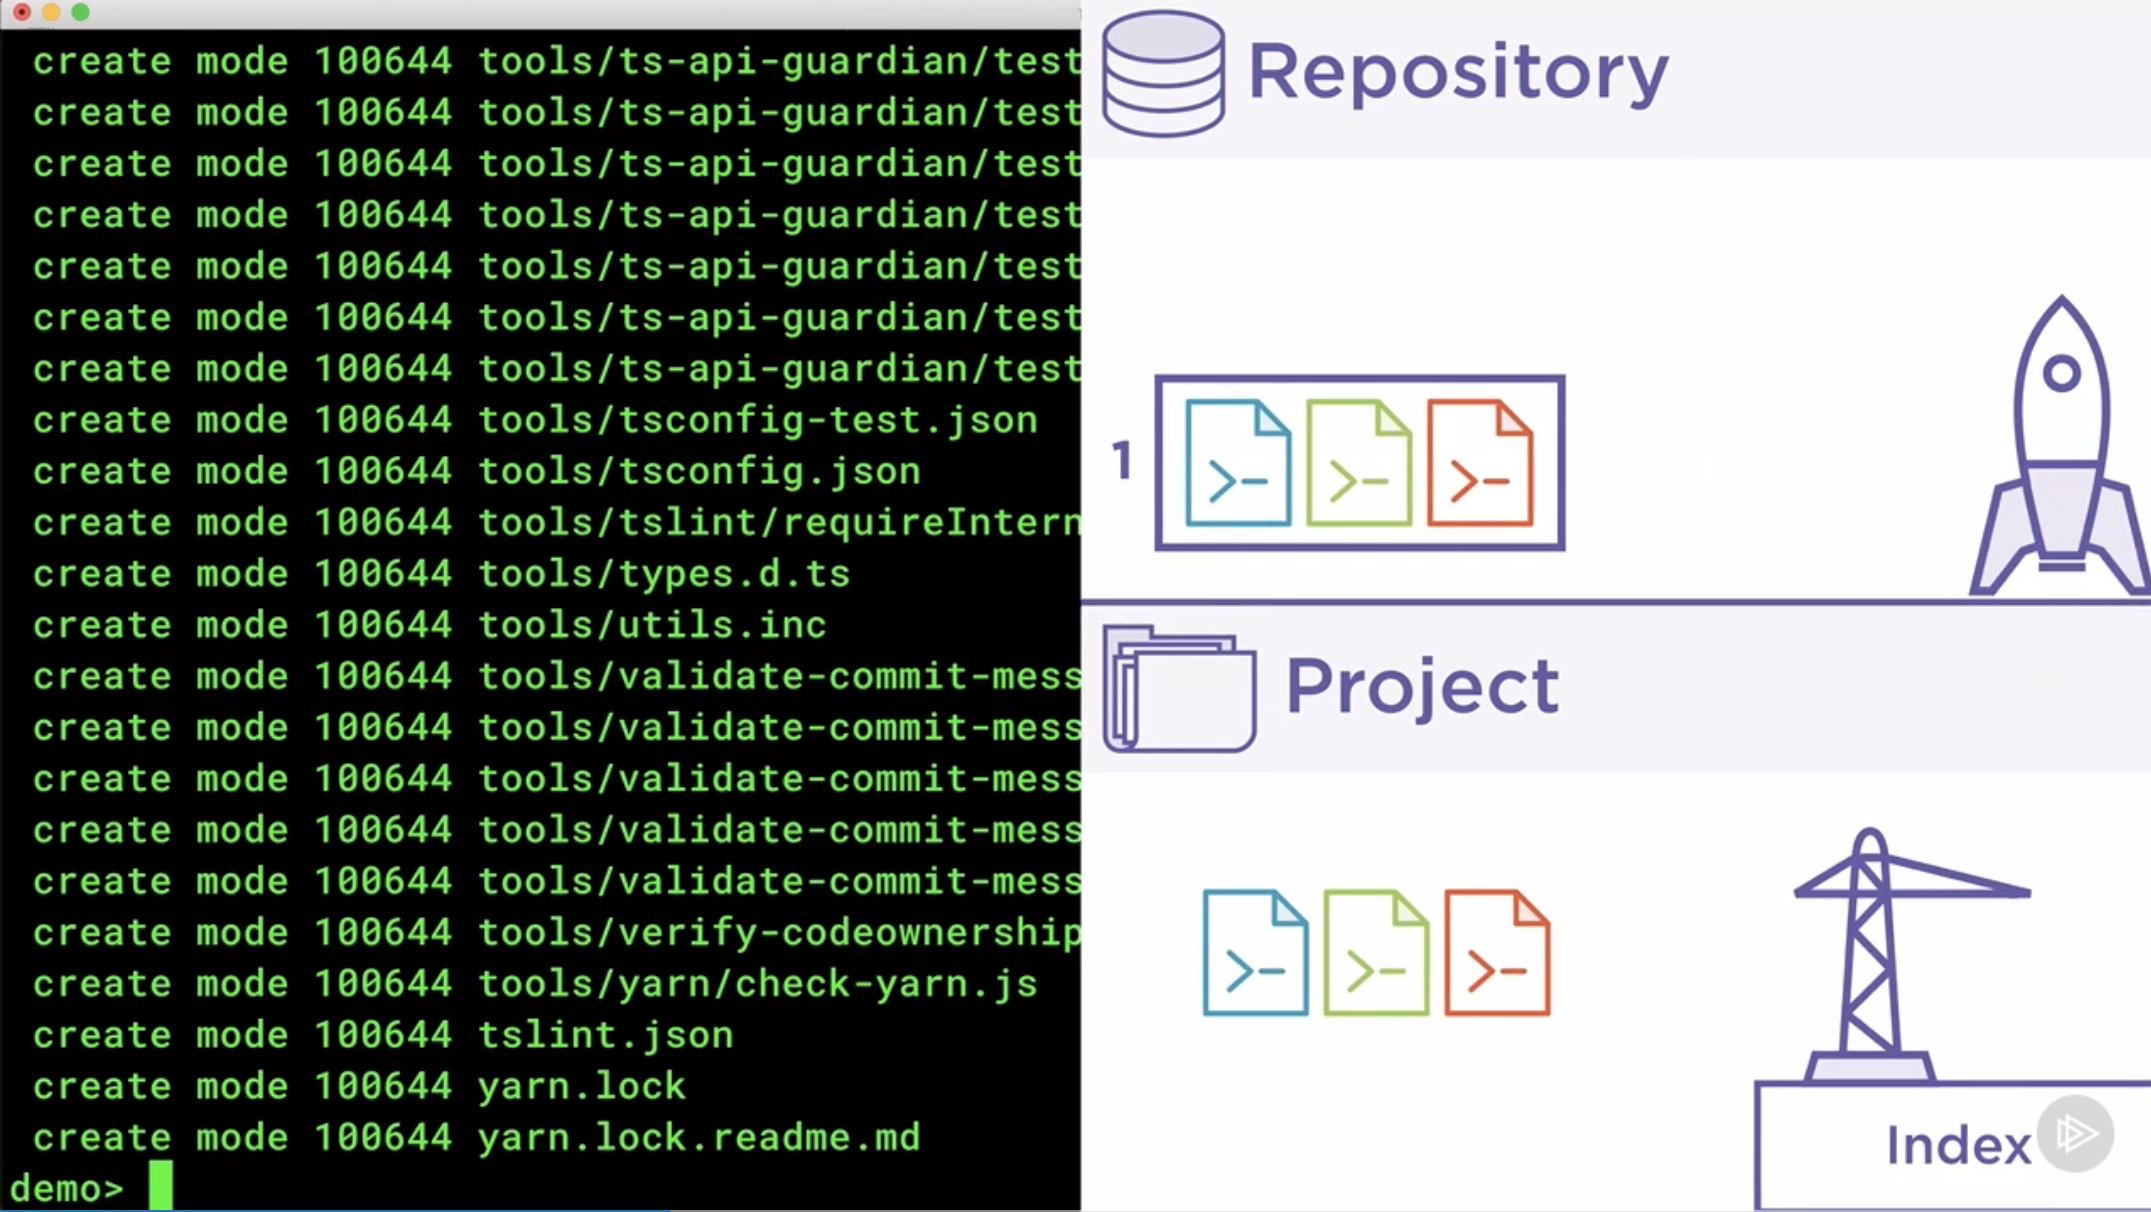 create mode 100644 tools/ts-api-guardian/test
create mode 100644 tools/ts-api-guardian/test
create mode 100644 tools/ts-api-guardian/test
create mode 100644 tools/ts-api-guardian/test
create mode 100644 tools/ts-api-guardian/test
create mode 100644 tools/ts-api-guardian/test
create mode 100644 tools/ts-api-guardian/test
create mode 100644 tools/tsconfig-test.json
create mode 100644 tools/tsconfig.json
create mode 100644 tools/tslint/requireIntern
create mode 100644 tools/types.d.ts
create mode 100644 tools/utils.inc
create mode 100644 tools/validate-commit-mess
create mode 100644 tools/validate-commit-mess
create mode 100644 tools/validate-commit-mess
create mode 100644 tools/validate-commit-mess
create mode 100644 tools/validate-commit-mess
create mode 100644 tools/verify-codeownership
create mode 100644 tools/yarn/check-yarn.js
create mode 100644 tslint.json
create mode 100644 yarn.lock
create mode 100644 yarn.lock.readme.md
demo>
Repository
1
>-
>-
>-
Project
>-
>-
>-
Index